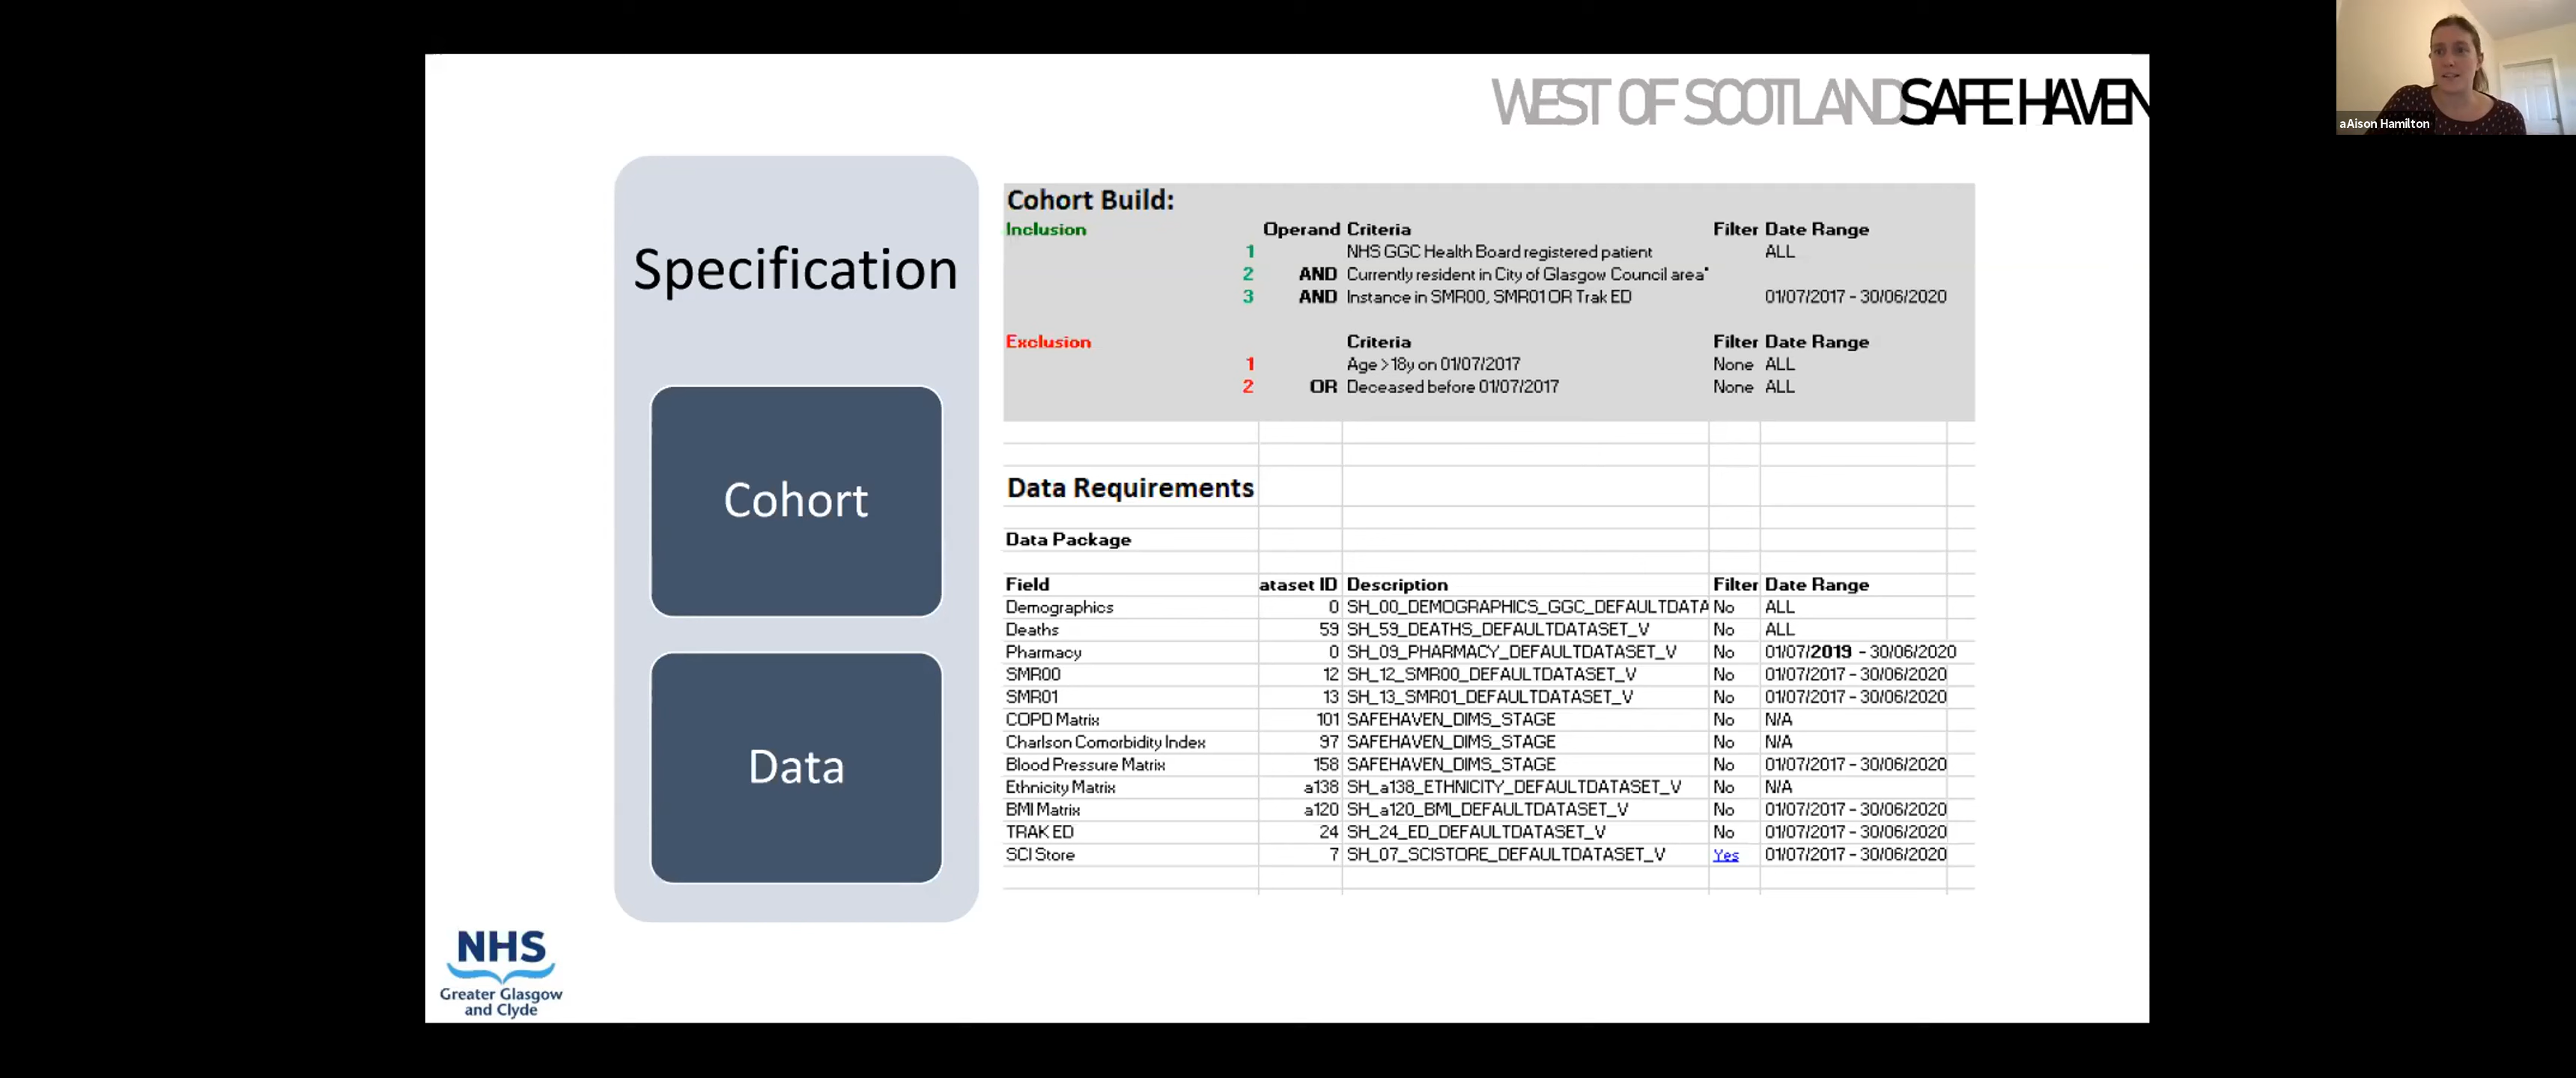 WEST OF SCOTLAND SAFE HAVEN
aAison Hamilton
Specification
Cohort
Data
Cohort Build:
Inclusion Operand Criteria Filter Date Range
1 NHS GGC Health Board registered patient ALL
2 AND Currently resident in City of Glasgow Council area*
3 AND Instance in SMR00, SMR01 OR Trak ED 01/07/2017 - 30/06/2020
Exclusion Criteria Filter Date Range
1 Age >18y on 01/07/2017 None ALL
2 OR Deceased before 01/07/2017 None ALL
Data Requirements
Data Package
Field ataset ID Description Filter Date Range
Demographics 0 SH_00_DEMOGRAPHICS_GGC_DEFAULTDATA No ALL
Deaths 59 SH_59_DEATHS_DEFAULTDATASET_V No ALL
Pharmacy 0 SH_09_PHARMACY_DEFAULTDATASET_V No 01/07/2019 - 30/06/2020
SMR00 12 SH_12_SMR00_DEFAULTDATASET_V No 01/07/2017 - 30/06/2020
SMR01 13 SH_13_SMR01_DEFAULTDATASET_V No 01/07/2017 - 30/06/2020
COPD Matrix 101 SAFEHAVEN_DIMS_STAGE No N/A
Charlson Comorbidity Index 97 SAFEHAVEN_DIMS_STAGE No N/A
Blood Pressure Matrix 158 SAFEHAVEN_DIMS_STAGE No 01/07/2017 - 30/06/2020
Ethnicity Matrix a138 SH_a138_ETHNICITY_DEFAULTDATASET_V No N/A
BMI Matrix a120 SH_a120_BMI_DEFAULTDATASET_V No 01/07/2017 - 30/06/2020
TRAK ED 24 SH_24_ED_DEFAULTDATASET_V No 01/07/2017 - 30/06/2020
SCI Store 7 SH_07_SCISTORE_DEFAULTDATASET_V Yes 01/07/2017 - 30/06/2020
NHS
Greater Glasgow
and Clyde